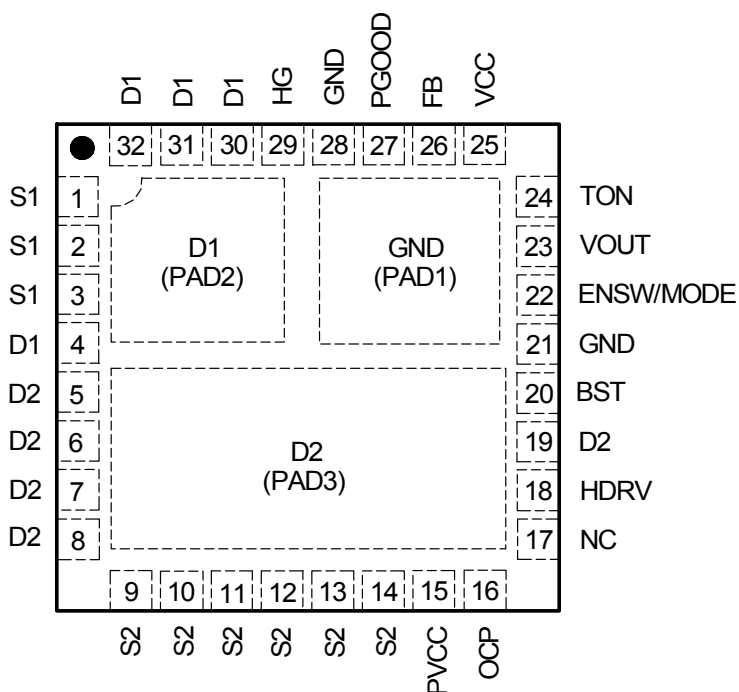 D1 D1 D1 HG GND PGOOD FB VCC
32 31 30 29 28 27 26 25
S1 1 24 TON
S1 2 23 VOUT
S1 3 22 ENSW/MODE
D1 4 21 GND
D2 5 20 BST
D2 6 19 D2
D2 7 18 HDRV
D2 8 17 NC
D1
(PAD2)
GND
(PAD1)
D2
(PAD3)
9 10 11 12 13 14 15 16
S2 S2 S2 S2 S2 S2 PVCC OCP